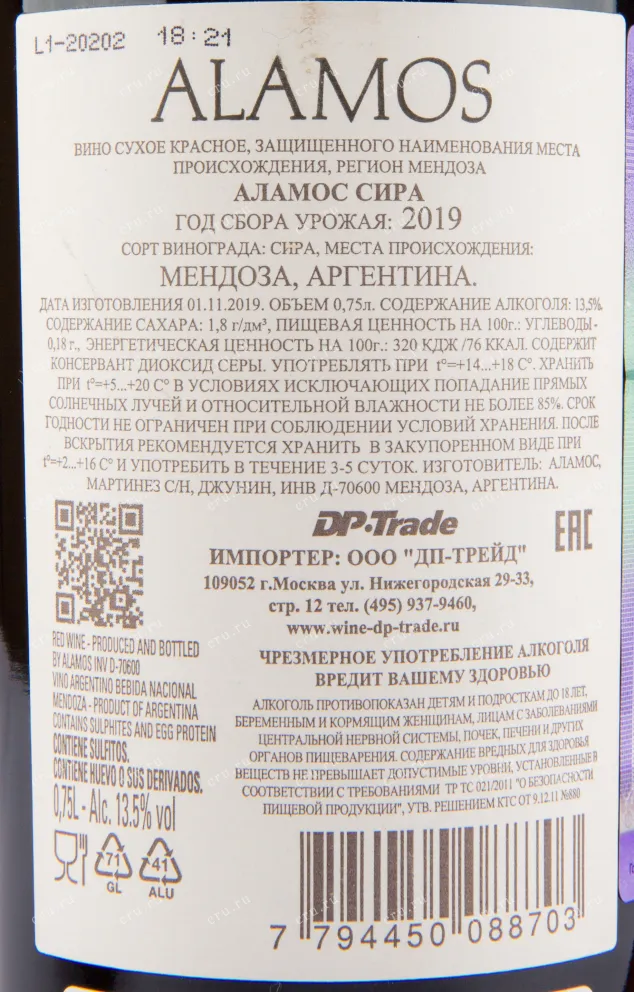 L1-20202 18:21
ALAMOS
ВИНО СУХОЕ КРАСНОЕ, ЗАЩИЩЕННОГО НАИМЕНОВАНИЯ МЕСТА
ПРОИСХОЖДЕНИЯ, РЕГИОН МЕНДОЗА
АЛАМОС СИРА
ГОД СБОРА УРОЖАЯ: 2019
СОРТ ВИНОГРАДА: СИРА, МЕСТА ПРОИСХОЖДЕНИЯ:
МЕНДОЗА, АРГЕНТИНА.
ДАТА ИЗГОТОВЛЕНИЯ 01.11.2019. ОБЪЕМ 0,75л. СОДЕРЖАНИЕ АЛКОГОЛЯ: 13,5%.
СОДЕРЖАНИЕ САХАРА: 1,8 г/дм³, ПИЩЕВАЯ ЦЕННОСТЬ НА 100г.: УГЛЕВОДЫ -
0,18 г., ЭНЕРГЕТИЧЕСКАЯ ЦЕННОСТЬ НА 100г.: 320 КДЖ /76 ККАЛ. СОДЕРЖИТ
КОНСЕРВАНТ ДИОКСИД СЕРЫ. УПОТРЕБЛЯТЬ ПРИ t°=+14...+18 С°. ХРАНИТЬ
ПРИ t°=+5...+20 С° В УСЛОВИЯХ ИСКЛЮЧАЮЩИХ ПОПАДАНИЕ ПРЯМЫХ
СОЛНЕЧНЫХ ЛУЧЕЙ И ОТНОСИТЕЛЬНОЙ ВЛАЖНОСТИ НЕ БОЛЕЕ 85%. СРОК
ГОДНОСТИ НЕ ОГРАНИЧЕН ПРИ СОБЛЮДЕНИИ УСЛОВИЙ ХРАНЕНИЯ. ПОСЛЕ
ВСКРЫТИЯ РЕКОМЕНДУЕТСЯ ХРАНИТЬ В ЗАКУПОРЕННОМ ВИДЕ ПРИ
t°=+2...+16 С° И УПОТРЕБИТЬ В ТЕЧЕНИЕ 3-5 СУТОК. ИЗГОТОВИТЕЛЬ: АЛАМОС,
МАРТИНЕЗ С/Н, ДЖУНИН, ИНВ Д-70600 МЕНДОЗА, АРГЕНТИНА.
DP·Trade
EAC
ИМПОРТЕР: ООО "ДП-ТРЕЙД"
109052 г.Москва ул. Нижегородская 29-33,
стр. 12 тел. (495) 937-9460,
www.wine-dp-trade.ru
ЧРЕЗМЕРНОЕ УПОТРЕБЛЕНИЕ АЛКОГОЛЯ
ВРЕДИТ ВАШЕМУ ЗДОРОВЬЮ
АЛКОГОЛЬ ПРОТИВОПОКАЗАН ДЕТЯМ И ПОДРОСТКАМ ДО 18 ЛЕТ,
БЕРЕМЕННЫМ И КОРМЯЩИМ ЖЕНЩИНАМ, ЛИЦАМ С ЗАБОЛЕВАНИЯМИ
ЦЕНТРАЛЬНОЙ НЕРВНОЙ СИСТЕМЫ, ПОЧЕК, ПЕЧЕНИ И ДРУГИХ
ОРГАНОВ ПИЩЕВАРЕНИЯ. СОДЕРЖАНИЕ ВРЕДНЫХ ДЛЯ ЗДОРОВЬЯ
ВЕЩЕСТВ НЕ ПРЕВЫШАЕТ ДОПУСТИМЫЕ УРОВНИ, УСТАНОВЛЕННЫЕ В
СООТВЕТСТВИИ С ТРЕБОВАНИЯМИ ТР ТС 021/2011 "О БЕЗОПАСНОСТИ
ПИЩЕВОЙ ПРОДУКЦИИ", УТВ. РЕШЕНИЕМ КТС ОТ 9.12.11 №880
RED WINE - PRODUCED AND BOTTLED
BY ALAMOS INV D-70600
VINO ARGENTINO BEBIDA NACIONAL
MENDOZA - PRODUCT OF ARGENTINA
CONTAINS SULPHITES AND EGG PROTEIN
CONTIENE SULFITOS.
CONTIENE HUEVO O SUS DERIVADOS.
0,75L - Alc. 13.5% vol
71
GL
41
ALU
7 794450 088703